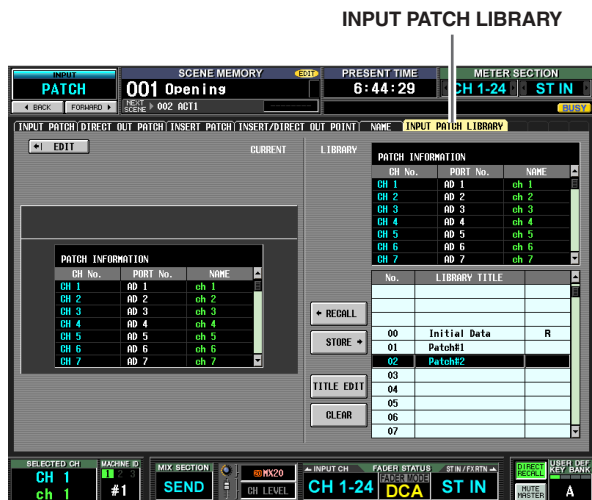 INPUT PATCH LIBRARY
INPUT SCENE MEMORY EDIT PRESENT TIME METER SECTION
PATCH 001 Opening 6:44:29 CH 1-24 ST IN
BACK FORWARD NEXT SCENE 002 ACT1 BUSY
INPUT PATCH DIRECT OUT PATCH INSERT PATCH INSERT/DIRECT OUT POINT NAME INPUT PATCH LIBRARY
EDIT CURRENT LIBRARY
PATCH INFORMATION
CH No. PORT No. NAME
CH 1 AD 1 ch 1
CH 2 AD 2 ch 2
CH 3 AD 3 ch 3
CH 4 AD 4 ch 4
CH 5 AD 5 ch 5
CH 6 AD 6 ch 6
CH 7 AD 7 ch 7
PATCH INFORMATION
CH No. PORT No. NAME
CH 1 AD 1 ch 1
CH 2 AD 2 ch 2
CH 3 AD 3 ch 3
CH 4 AD 4 ch 4
CH 5 AD 5 ch 5
CH 6 AD 6 ch 6
CH 7 AD 7 ch 7
RECALL
STORE
TITLE EDIT
CLEAR
No. LIBRARY TITLE
00 Initial Data R
01 Patch#1
02 Patch#2
03
04
05
06
07
SELECTED CH MACHINE ID MIX SECTION MIX20 INPUT CH FADER STATUS ST IN/FXRTN DIRECT RECALL USER DEF KEY BANK
CH 1 1 2 3 SEND CH LEVEL CH 1-24 FADER MODE ST IN
ch 1 #1 DCA MUTE MASTER A